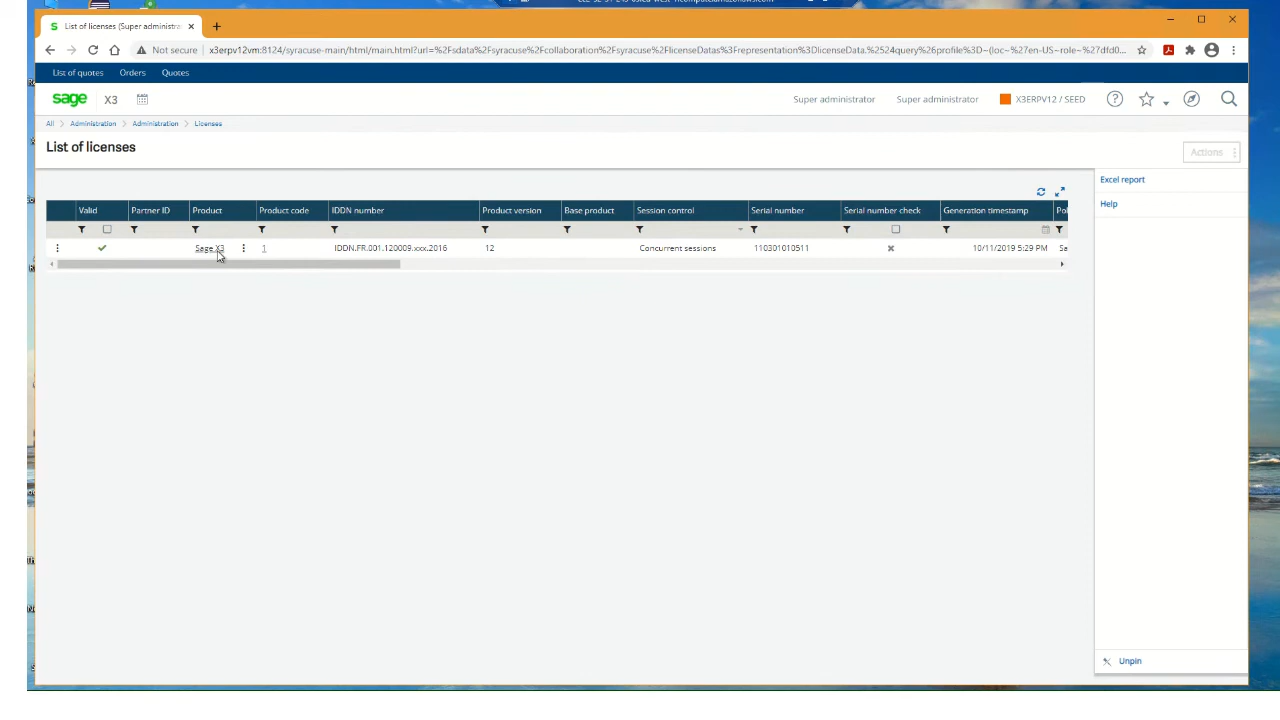 List of licenses (Super administra
Not secure x3erpv12vm:8124/syracuse-main/html/main.html?url=%2Fsdata%2Fsyracuse%2Fcollaboration%2Fsyracuse%2FlicenseDatas%3Frepresentation%3DlicenseData.%2524query%26profile%3D~(loc~%27en-US~role~%27dfd0...
List of quotes Orders Quotes
sage X3 Super administrator Super administrator X3ERPV12 / SEED
All > Administration > Administration > Licenses
List of licenses
Actions
Excel report
Help
Valid Partner ID Product Product code IDDN number Product version Base product Session control Serial number Serial number check Generation timestamp Pol
Sage X3 1 IDDN.FR.001.120009.xxx.2016 12 Concurrent sessions 110301010511 10/11/2019 5:29 PM Sa
Unpin